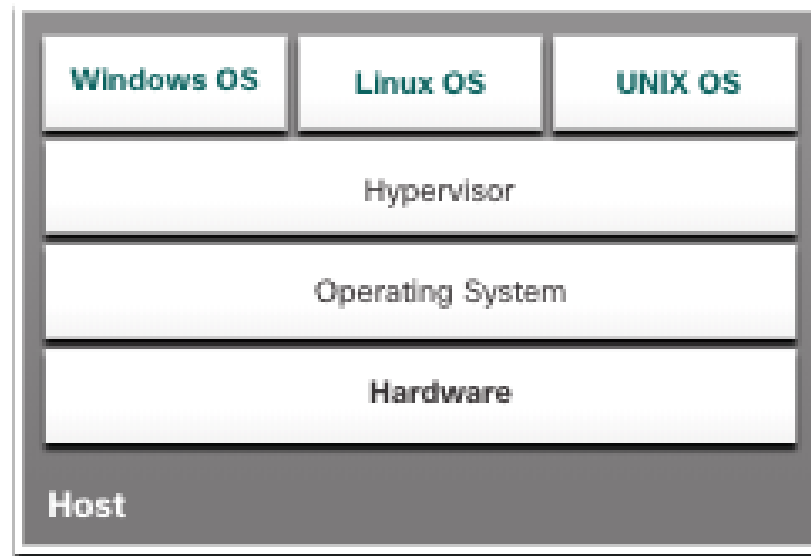 Windows OS Linux OS UNIX OS
Hypervisor
Operating System
Hardware
Host